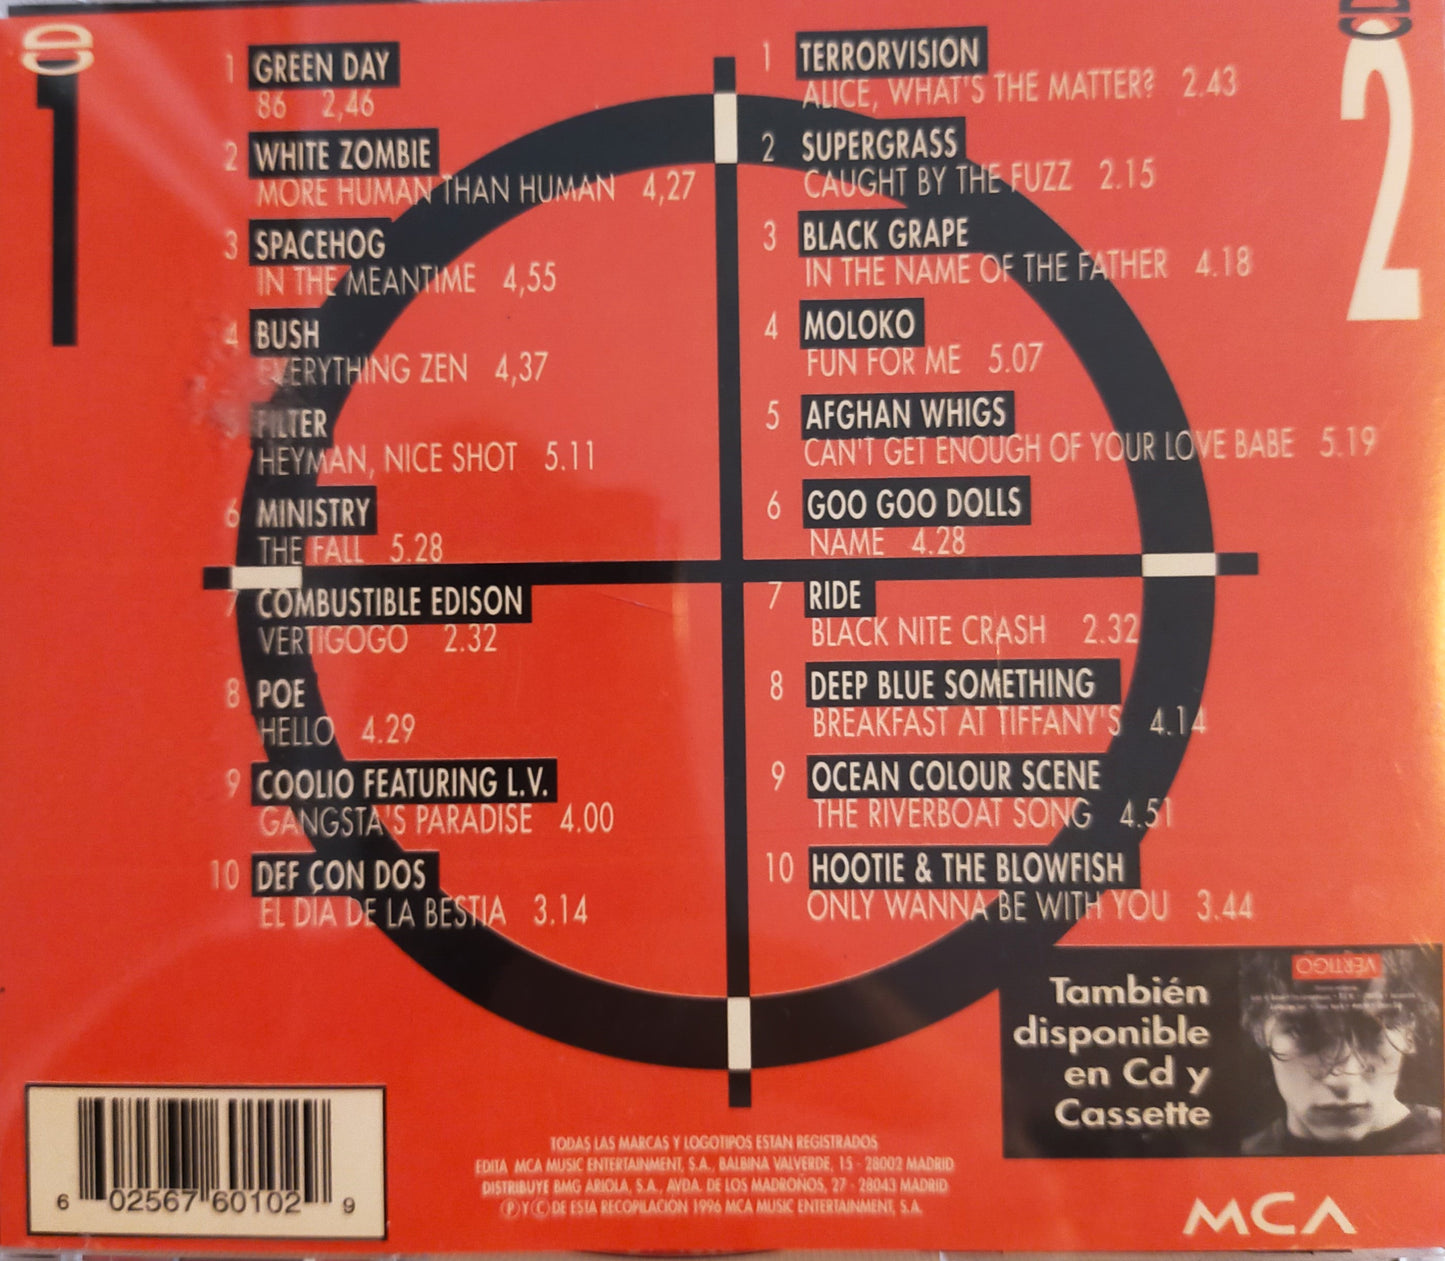 CD
1
1 GREEN DAY
86 2,46
2 WHITE ZOMBIE
MORE HUMAN THAN HUMAN 4,27
3 SPACEHOG
IN THE MEANTIME 4,55
4 BUSH
EVERYTHING ZEN 4,37
5 FILTER
HEYMAN, NICE SHOT 5.11
6 MINISTRY
THE FALL 5.28
7 COMBUSTIBLE EDISON
VERTIGOGO 2.32
8 POE
HELLO 4.29
9 COOLIO FEATURING L.V.
GANGSTA'S PARADISE 4.00
10 DEF CON DOS
EL DIA DE LA BESTIA 3.14
CD
2
1 TERRORVISION
ALICE, WHAT'S THE MATTER? 2.43
2 SUPERGRASS
CAUGHT BY THE FUZZ 2.15
3 BLACK GRAPE
IN THE NAME OF THE FATHER 4.18
4 MOLOKO
FUN FOR ME 5.07
5 AFGHAN WHIGS
CAN'T GET ENOUGH OF YOUR LOVE BABE 5.19
6 GOO GOO DOLLS
NAME 4.28
7 RIDE
BLACK NITE CRASH 2.32
8 DEEP BLUE SOMETHING
BREAKFAST AT TIFFANY'S 4.14
9 OCEAN COLOUR SCENE
THE RIVERBOAT SONG 4.51
10 HOOTIE & THE BLOWFISH
ONLY WANNA BE WITH YOU 3.44
También
disponible
en Cd y
Cassette
VERTIGO
6 02567 60102 9
TODAS LAS MARCAS Y LOGOTIPOS ESTAN REGISTRADOS
EDITA MCA MUSIC ENTERTAINMENT, S.A., BALBINA VALVERDE, 15 - 28002 MADRID
DISTRIBUYE BMG ARIOLA, S.A., AVDA. DE LOS MADROÑOS, 27 - 28043 MADRID
Ⓟ Y Ⓒ DE ESTA RECOPILACIÓN 1996 MCA MUSIC ENTERTAINMENT, S.A.
MCA